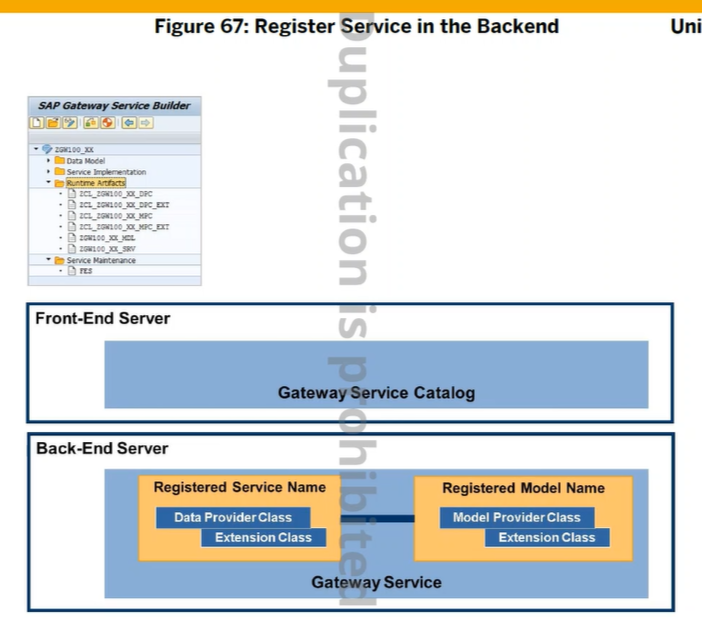 Figure 67: Register Service in the Backend
Uni
SAP Gateway Service Builder
ZGW100_XX
Data Model
Service Implementation
Runtime Artifacts
ZCL_ZGW100_XX_DPC
ZCL_ZGW100_XX_DPC_EXT
ZCL_ZGW100_XX_MPC
ZCL_ZGW100_XX_MPC_EXT
ZGW100_XX_MDL
ZGW100_XX_SRV
Service Maintenance
FES
Duplication is prohibited
Front-End Server
Gateway Service Catalog
Back-End Server
Registered Service Name
Data Provider Class
Extension Class
Registered Model Name
Model Provider Class
Extension Class
Gateway Service